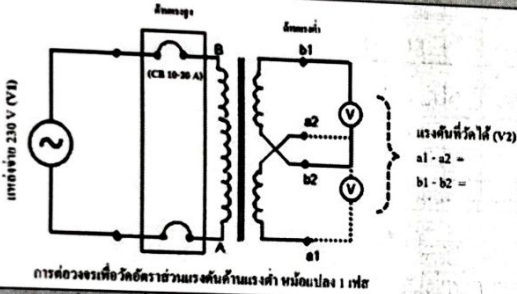 ด้านแรงสูง
ด้านแรงต่ำ
แหล่งจ่าย 230 V (V1)
B
(CB 10-20 A)
A
b1
V
a2
b2
V
a1
แรงดันที่วัดได้ (V2)
a1 - a2 =
b1 - b2 =
การต่อวงจรเพื่อวัดอัตราส่วนแรงดันด้านแรงต่ำ หม้อแปลง 1 เฟส